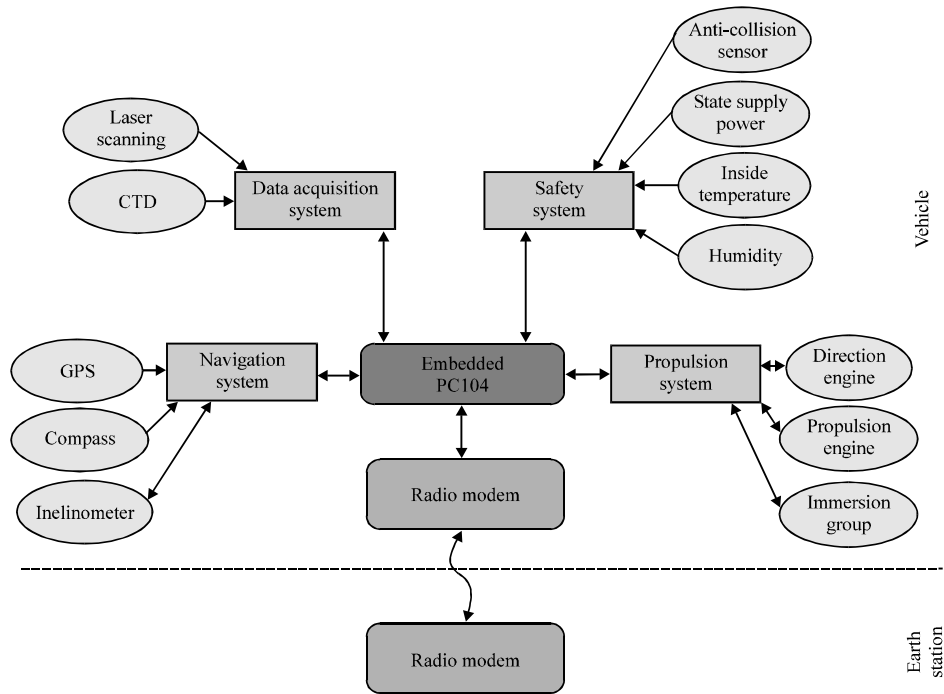 Anti-collision
sensor
Laser
scanning
State supply
power
CTD
Data acquisition
system
Safety
system
Inside
temperature
Humidity
Vehicle
GPS
Navigation
system
Embedded
PC104
Propulsion
system
Direction
engine
Compass
Propulsion
engine
Inelinometer
Radio modem
Immersion
group
Radio modem
Earth
station